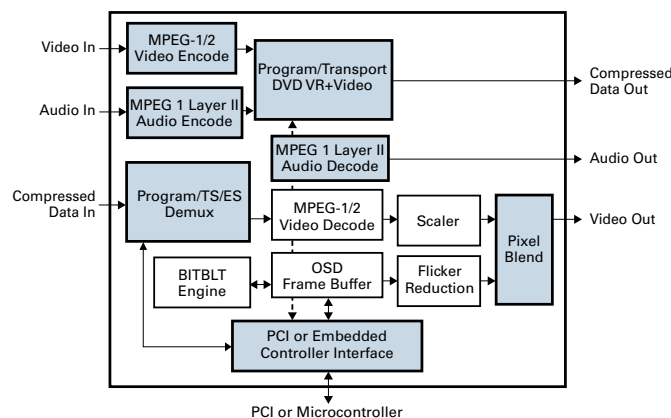 Video In
MPEG-1/2
Video Encode
Program/Transport
DVD VR+Video
Compressed
Data Out
Audio In
MPEG 1 Layer II
Audio Encode
MPEG 1 Layer II
Audio Decode
Audio Out
Compressed
Data In
Program/TS/ES
Demux
MPEG-1/2
Video Decode
Scaler
Pixel
Blend
Video Out
BITBLT
Engine
OSD
Frame Buffer
Flicker
Reduction
PCI or Embedded
Controller Interface
PCI or Microcontroller